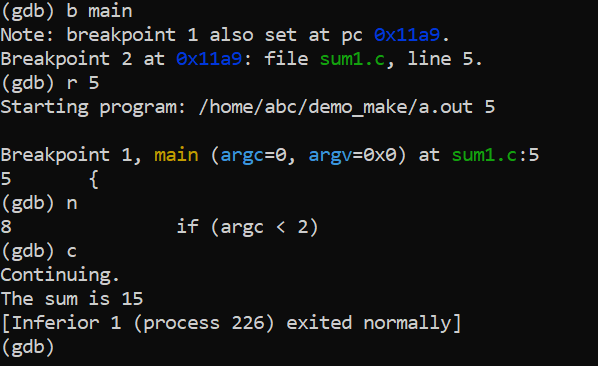 (gdb) b main
Note: breakpoint 1 also set at pc 0x11a9.
Breakpoint 2 at 0x11a9: file sum1.c, line 5.
(gdb) r 5
Starting program: /home/abc/demo_make/a.out 5

Breakpoint 1, main (argc=0, argv=0x0) at sum1.c:5
5       {
(gdb) n
8               if (argc < 2)
(gdb) c
Continuing.
The sum is 15
[Inferior 1 (process 226) exited normally]
(gdb)